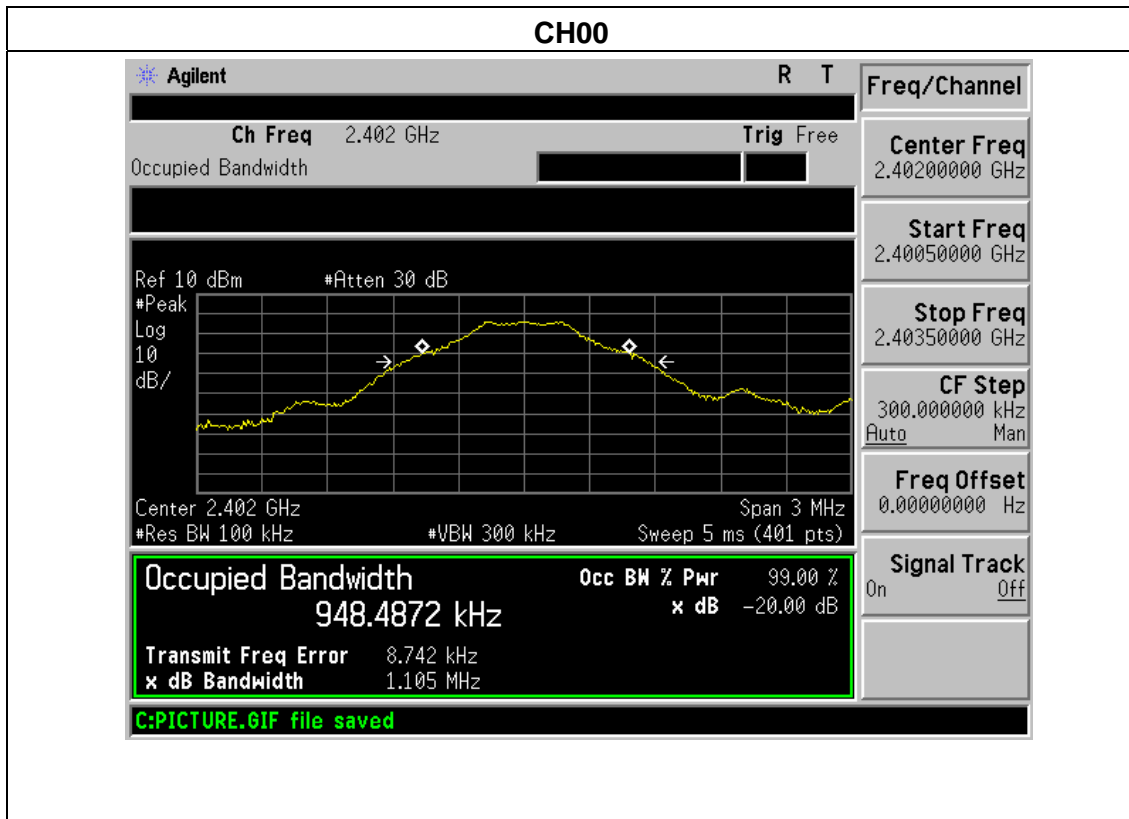 CH00
Agilent R T
Ch Freq 2.402 GHz Trig Free
Occupied Bandwidth
Ref 10 dBm #Atten 30 dB
#Peak
Log
10
dB/
Center 2.402 GHz Span 3 MHz
#Res BW 100 kHz #VBW 300 kHz Sweep 5 ms (401 pts)
Occupied Bandwidth Occ BW % Pwr 99.00 %
948.4872 kHz x dB -20.00 dB
Transmit Freq Error 8.742 kHz
x dB Bandwidth 1.105 MHz
C:PICTURE.GIF file saved
Freq/Channel
Center Freq
2.40200000 GHz
Start Freq
2.40050000 GHz
Stop Freq
2.40350000 GHz
CF Step
300.000000 kHz
Auto Man
Freq Offset
0.00000000 Hz
Signal Track
On Off